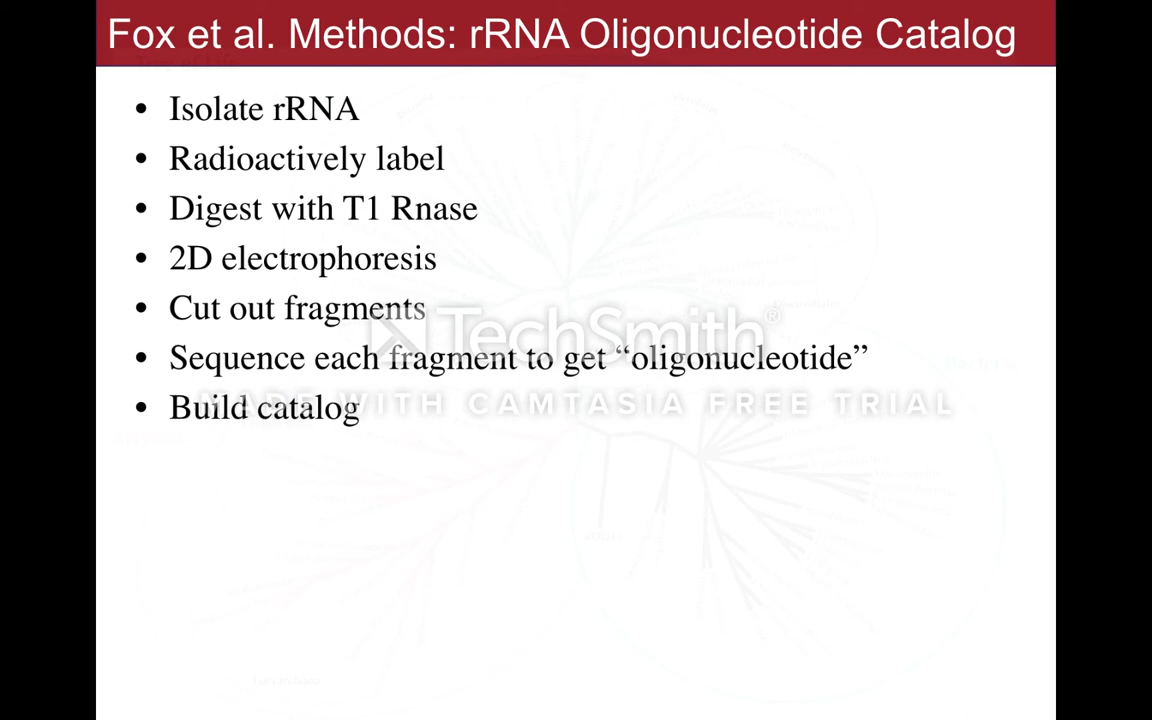 Fox et al. Methods: rRNA Oligonucleotide Catalog
• Isolate rRNA
• Radioactively label
• Digest with T1 Rnase
• 2D electrophoresis
• Cut out fragments
TechSmith®
• Sequence each fragment to get “oligonucleotide”
MADE WITH CAMTASIA FREE TRIAL
• Build catalog
Bacteria